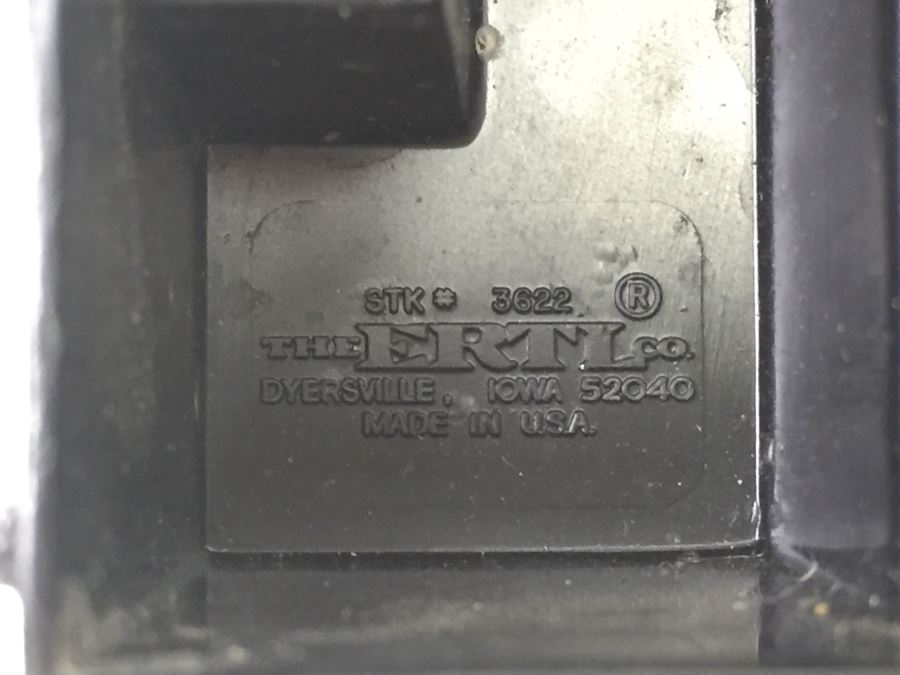 STK # 3622 ®
THE ERTL CO.
DYERSVILLE, IOWA 52040
MADE IN U.S.A.